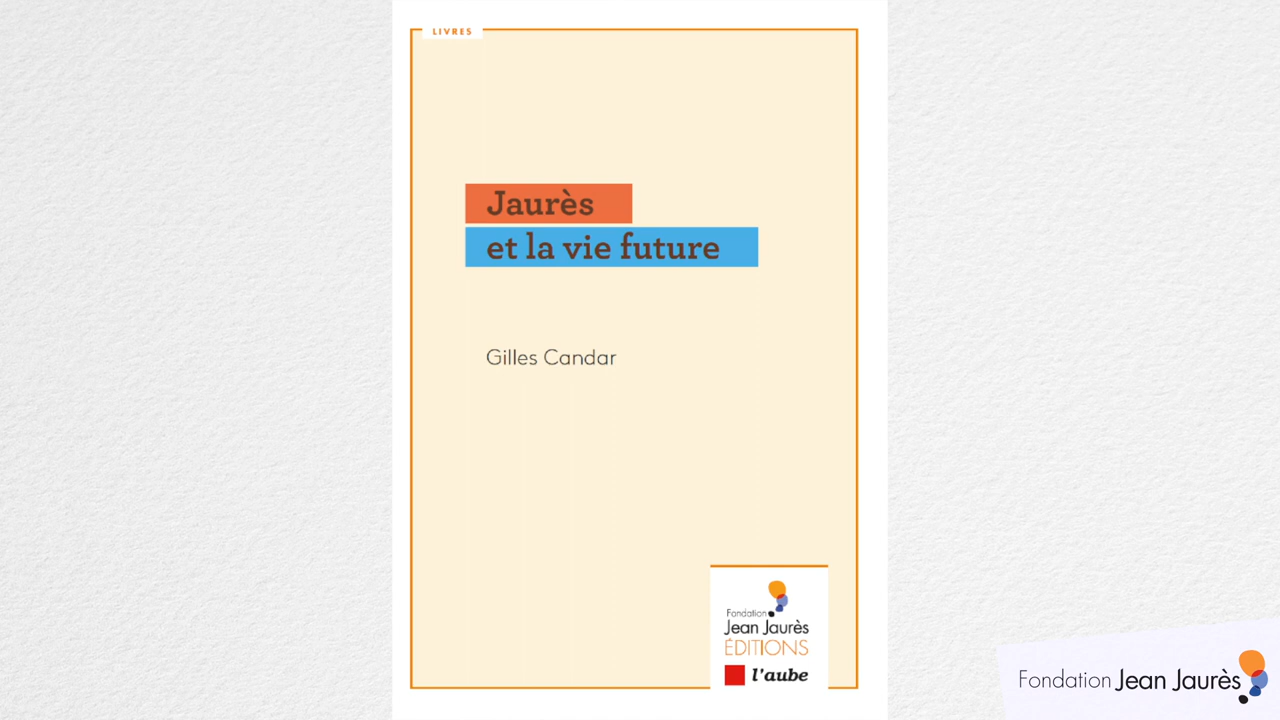 LIVRES
Jaurès
et la vie future
Gilles Candar
Fondation
Jean Jaurès
ÉDITIONS
l'aube
Fondation Jean Jaurès